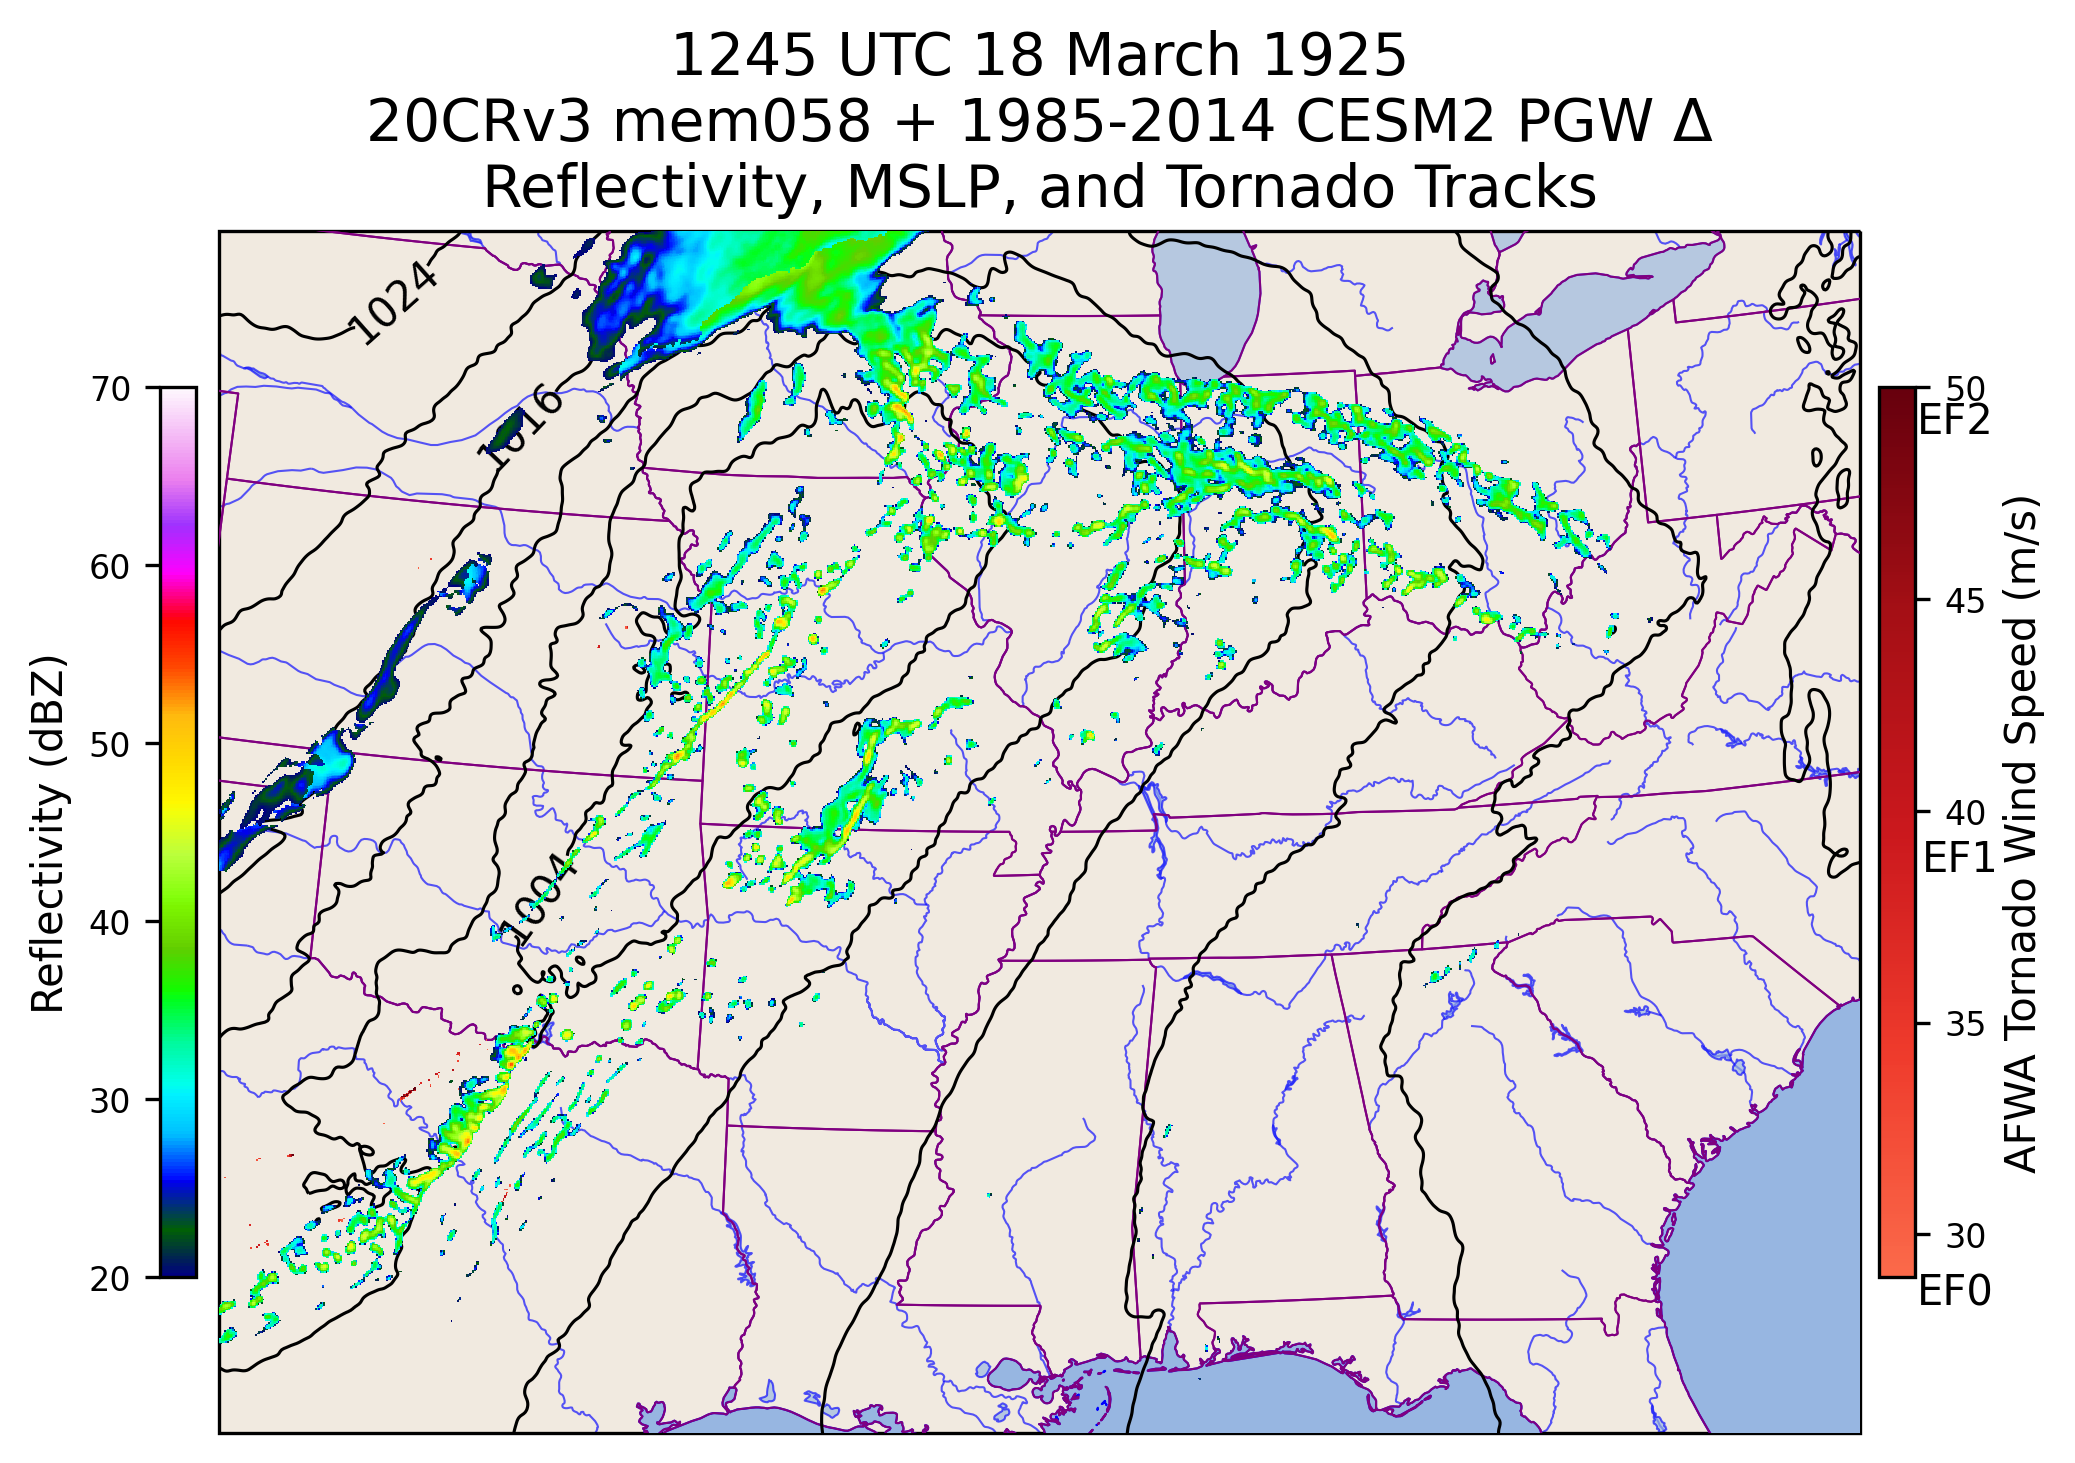 1245 UTC 18 March 1925
20CRv3 mem058 + 1985-2014 CESM2 PGW Δ
Reflectivity, MSLP, and Tornado Tracks
1024
1016
1004
70
60
50
40
30
20
Reflectivity (dBZ)
50
EF2
45
40
EF1
35
30
EF0
AFWA Tornado Wind Speed (m/s)